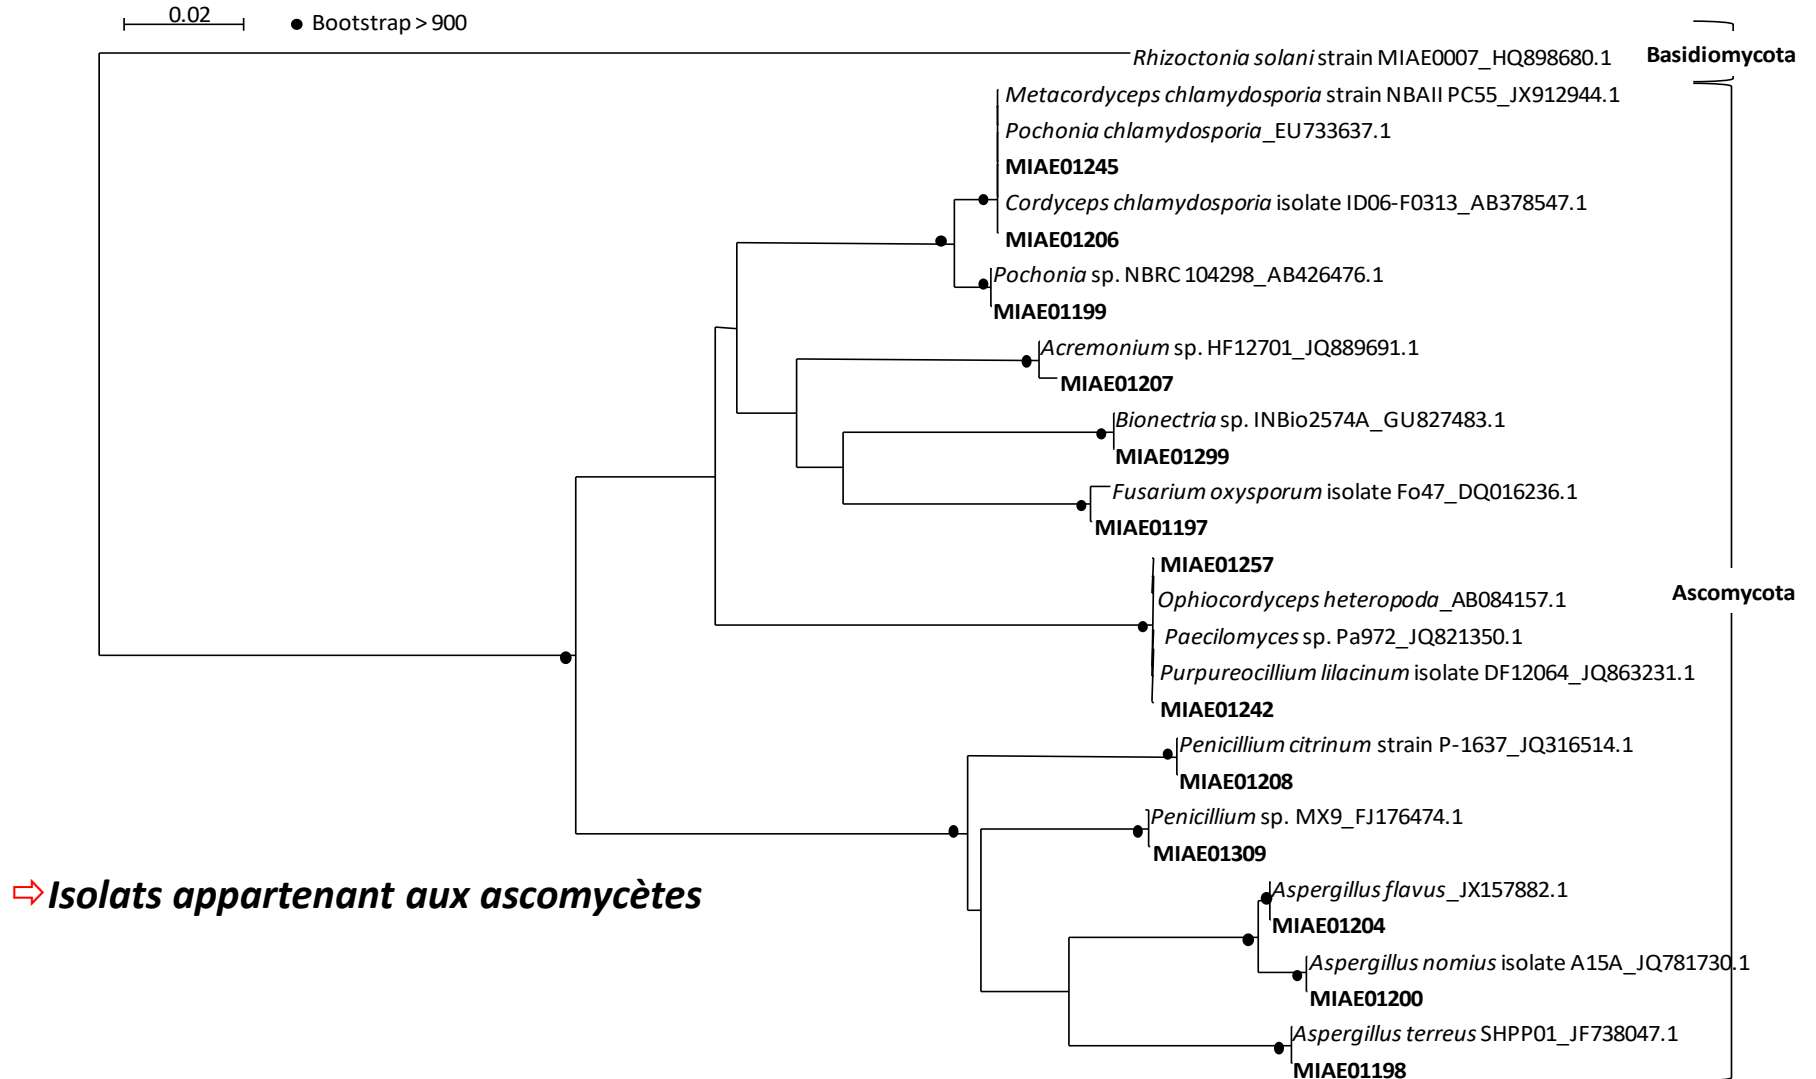 0.02
Bootstrap > 900
Rhizoctonia solani strain MIAE0007_HQ898680.1
Basidiomycota
Metacordyceps chlamydosporia strain NBAII PC55_JX912944.1
Pochonia chlamydosporia_EU733637.1
MIAE01245
Cordyceps chlamydosporia isolate ID06-F0313_AB378547.1
MIAE01206
Pochonia sp. NBRC 104298_AB426476.1
MIAE01199
Acremonium sp. HF12701_JQ889691.1
MIAE01207
Bionectria sp. INBio2574A_GU827483.1
MIAE01299
Fusarium oxysporum isolate Fo47_DQ016236.1
MIAE01197
MIAE01257
Ophiocordyceps heteropoda_AB084157.1
Ascomycota
Paecilomyces sp. Pa972_JQ821350.1
Purpureocillium lilacinum isolate DF12064_JQ863231.1
MIAE01242
Penicillium citrinum strain P-1637_JQ316514.1
MIAE01208
Penicillium sp. MX9_FJ176474.1
MIAE01309
Isolats appartenant aux ascomycètes
Aspergillus flavus_JX157882.1
MIAE01204
Aspergillus nomius isolate A15A_JQ781730.1
MIAE01200
Aspergillus terreus SHPP01_JF738047.1
MIAE01198